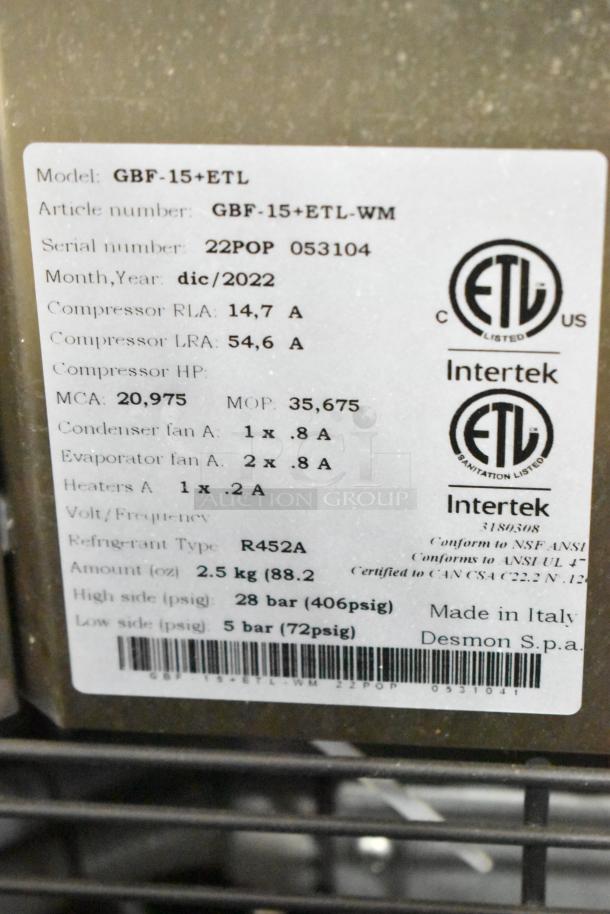 Model: GBF-15+ETL
Article number: GBF-15+ETL-WM
Serial number: 22POP 053104
Month,Year: dic/2022
Compressor RLA: 14,7 A
Compressor LRA: 54,6 A
Compressor HP:
MCA: 20,975 MOP: 35,675
Condenser fan A: 1 x .8 A
Evaporator fan A. 2 x .8 A
Heaters A 1 x .2 A
Volt/Frequency
Refrigerant Type R452A
Amount (oz) 2.5 kg (88.2
High side (psig) 28 bar (406psig)
Low side (psig) 5 bar (72psig)
GBF-15+ETL-WM 22POP 0531041
C ETL US
LISTED
Intertek
ETL
SANITATION LISTED
Intertek
3180308
Conform to NSF ANSI
Conforms to ANSI UL 47
Certified to CAN CSA C22.2 N .12
Made in Italy
Desmon S.p.a.
AUCTION GROUP